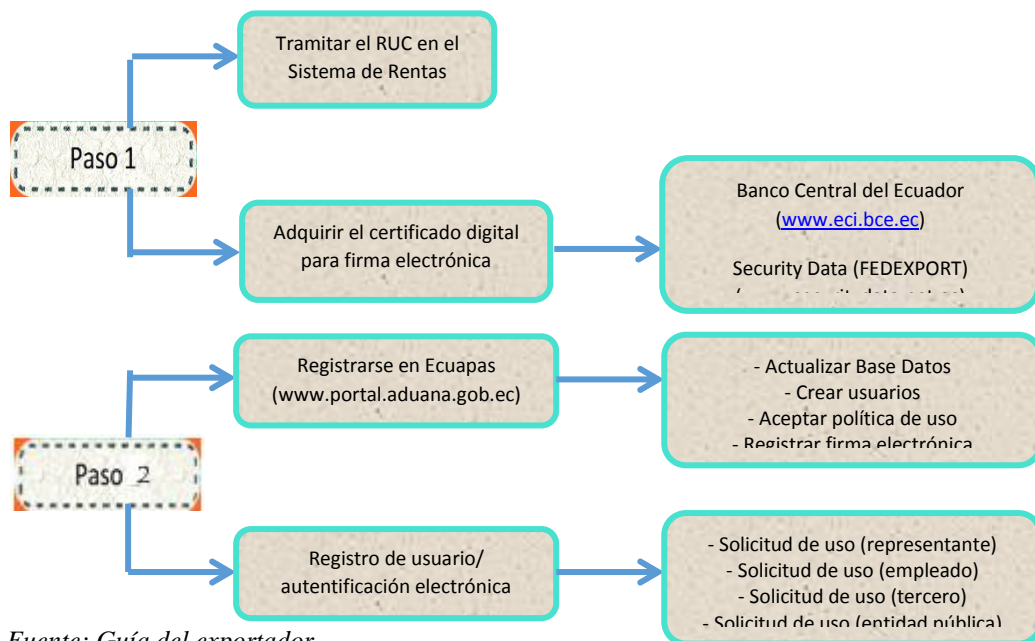 Tramitar el RUC en el
Sistema de Rentas
Paso 1
Adquirir el certificado digital
para firma electrónica
Banco Central del Ecuador
(www.eci.bce.ec)
Security Data (FEDEXPORT)
Registrarse en Ecuapas
(www.portal.aduana.gob.ec)
- Actualizar Base Datos
- Crear usuarios
- Aceptar política de uso
- Registrar firma electrónica
Paso 2
Registro de usuario/
autentificación electrónica
- Solicitud de uso (representante)
- Solicitud de uso (empleado)
- Solicitud de uso (tercero)
- Solicitud de uso (entidad pública)
Fuente: Guía del exportador